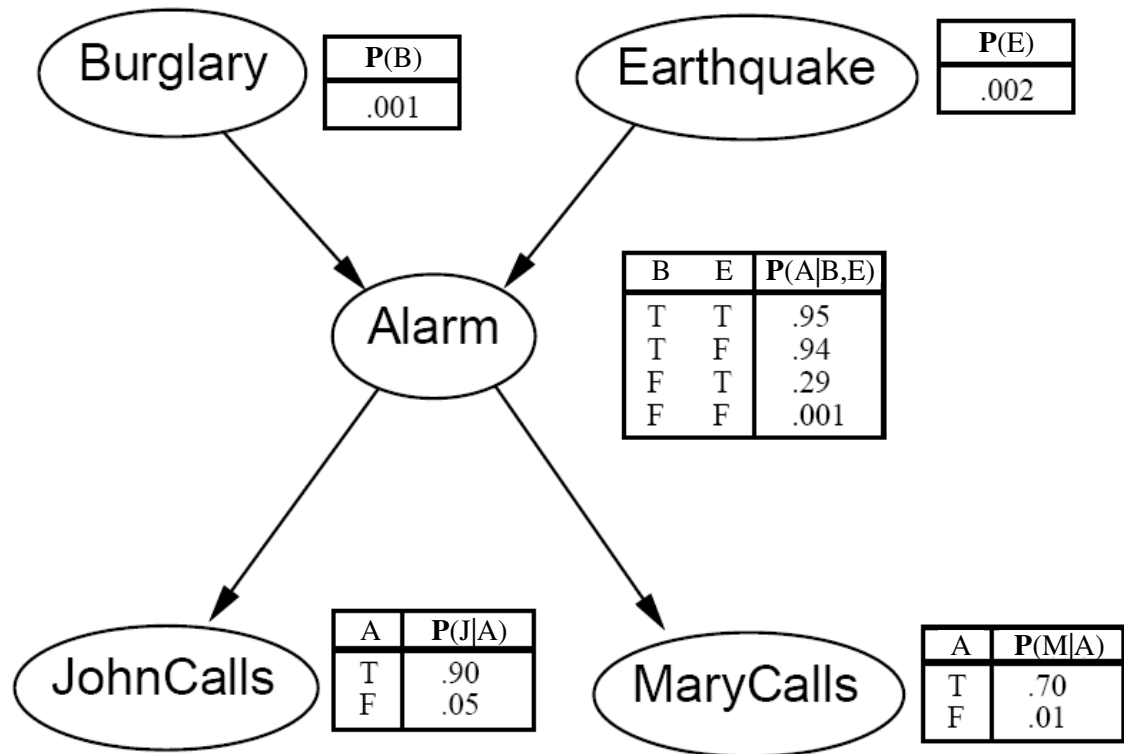 Burglary
P(B)
.001
Earthquake
P(E)
.002
Alarm
B E P(A|B,E)
T T .95
T F .94
F T .29
F F .001
JohnCalls
A P(J|A)
T .90
F .05
MaryCalls
A P(M|A)
T .70
F .01